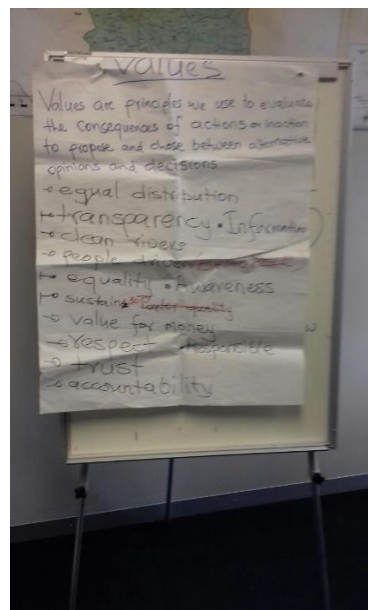 Values
Values are principles we use to evaluate
the consequences of actions or inaction
to propose and chose between alternative
opinions and decisions
equal distribution
transparency • Information
clean rivers
people driven
equality • Awareness
sustain
value for money
respect • Responsible
trust
accountability